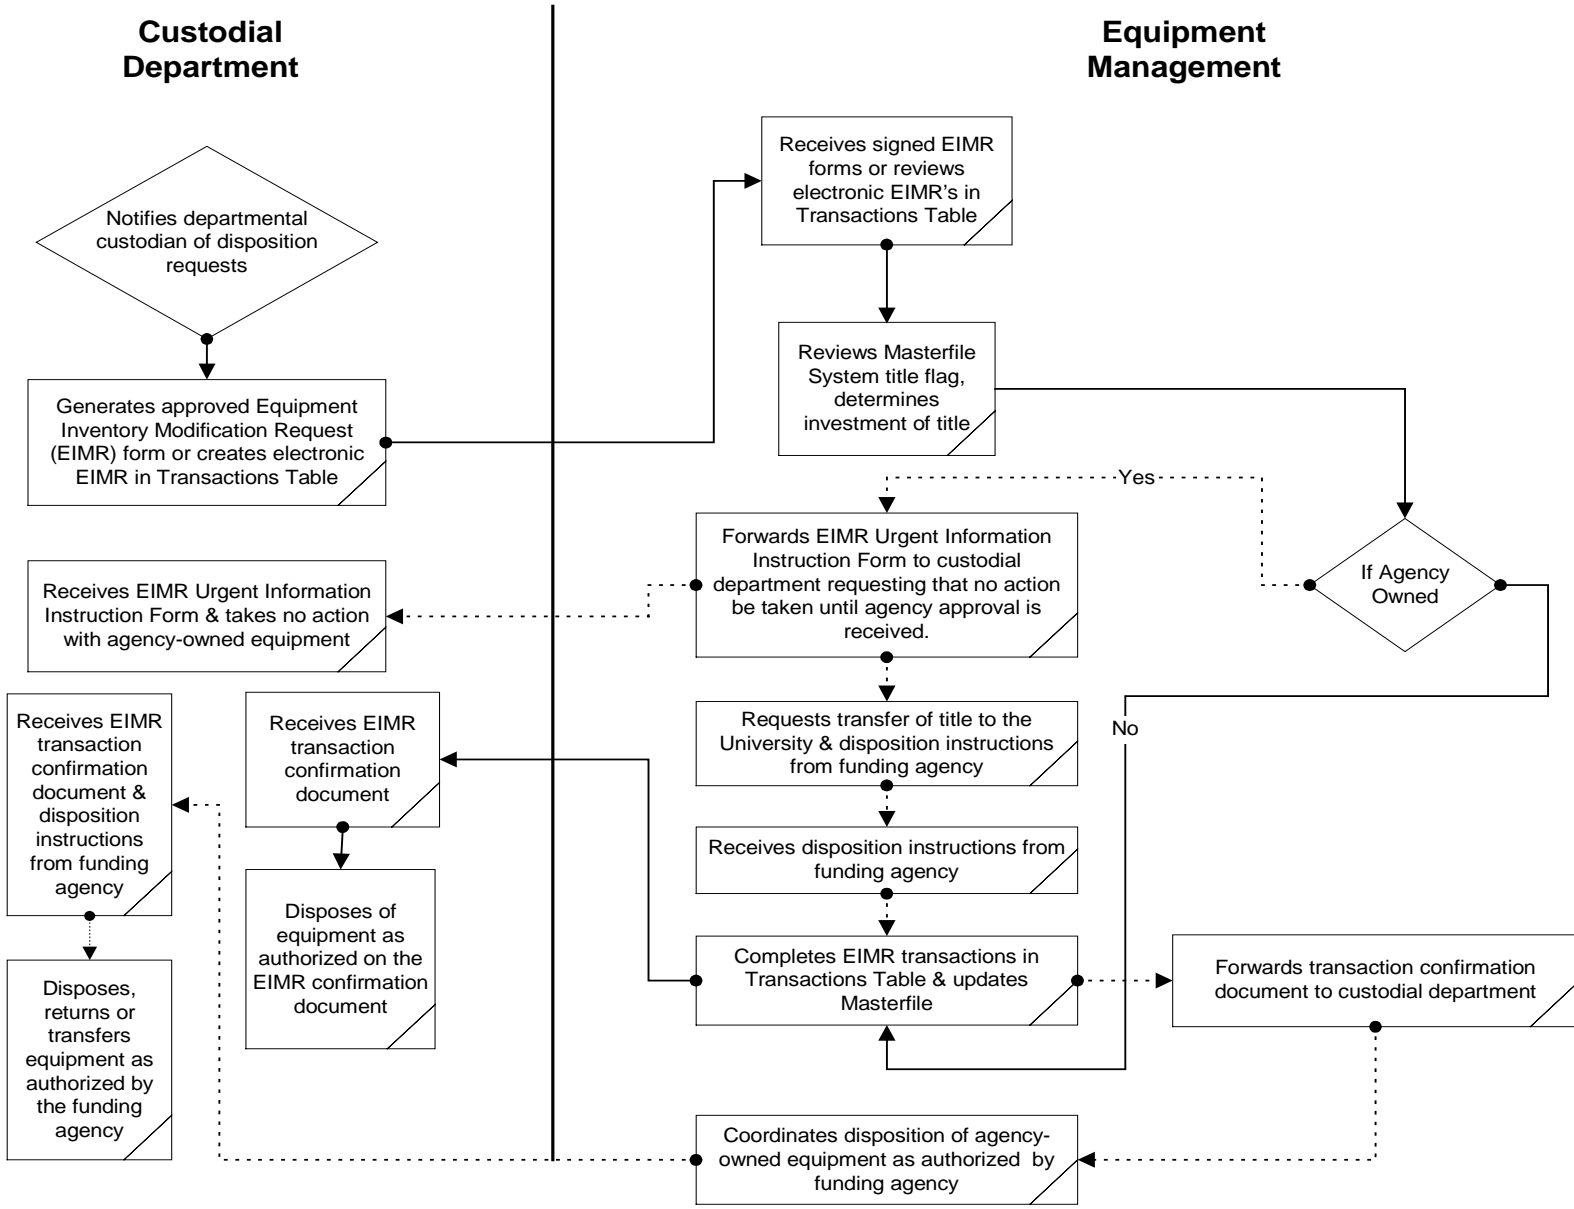 Custodial
Department
Equipment
Management
Notifies departmental
custodian of disposition
requests
Generates approved Equipment
Inventory Modification Request
(EIMR) form or creates electronic
EIMR in Transactions Table
Receives signed EIMR
forms or reviews
electronic EIMR's in
Transactions Table
Reviews Masterfile
System title flag,
determines
investment of title
Yes
If Agency
Owned
No
Forwards EIMR Urgent Information
Instruction Form to custodial
department requesting that no action
be taken until agency approval is
received.
Receives EIMR Urgent Information
Instruction Form & takes no action
with agency-owned equipment
Requests transfer of title to the
University & disposition instructions
from funding agency
Receives disposition instructions from
funding agency
Completes EIMR transactions in
Transactions Table & updates
Masterfile
Receives EIMR
transaction
confirmation
document
Disposes of
equipment as
authorized on the
EIMR confirmation
document
Forwards transaction confirmation
document to custodial department
Coordinates disposition of agency-
owned equipment as authorized by
funding agency
Receives EIMR
transaction
confirmation
document &
disposition
instructions
from funding
agency
Disposes,
returns or
transfers
equipment as
authorized by
the funding
agency